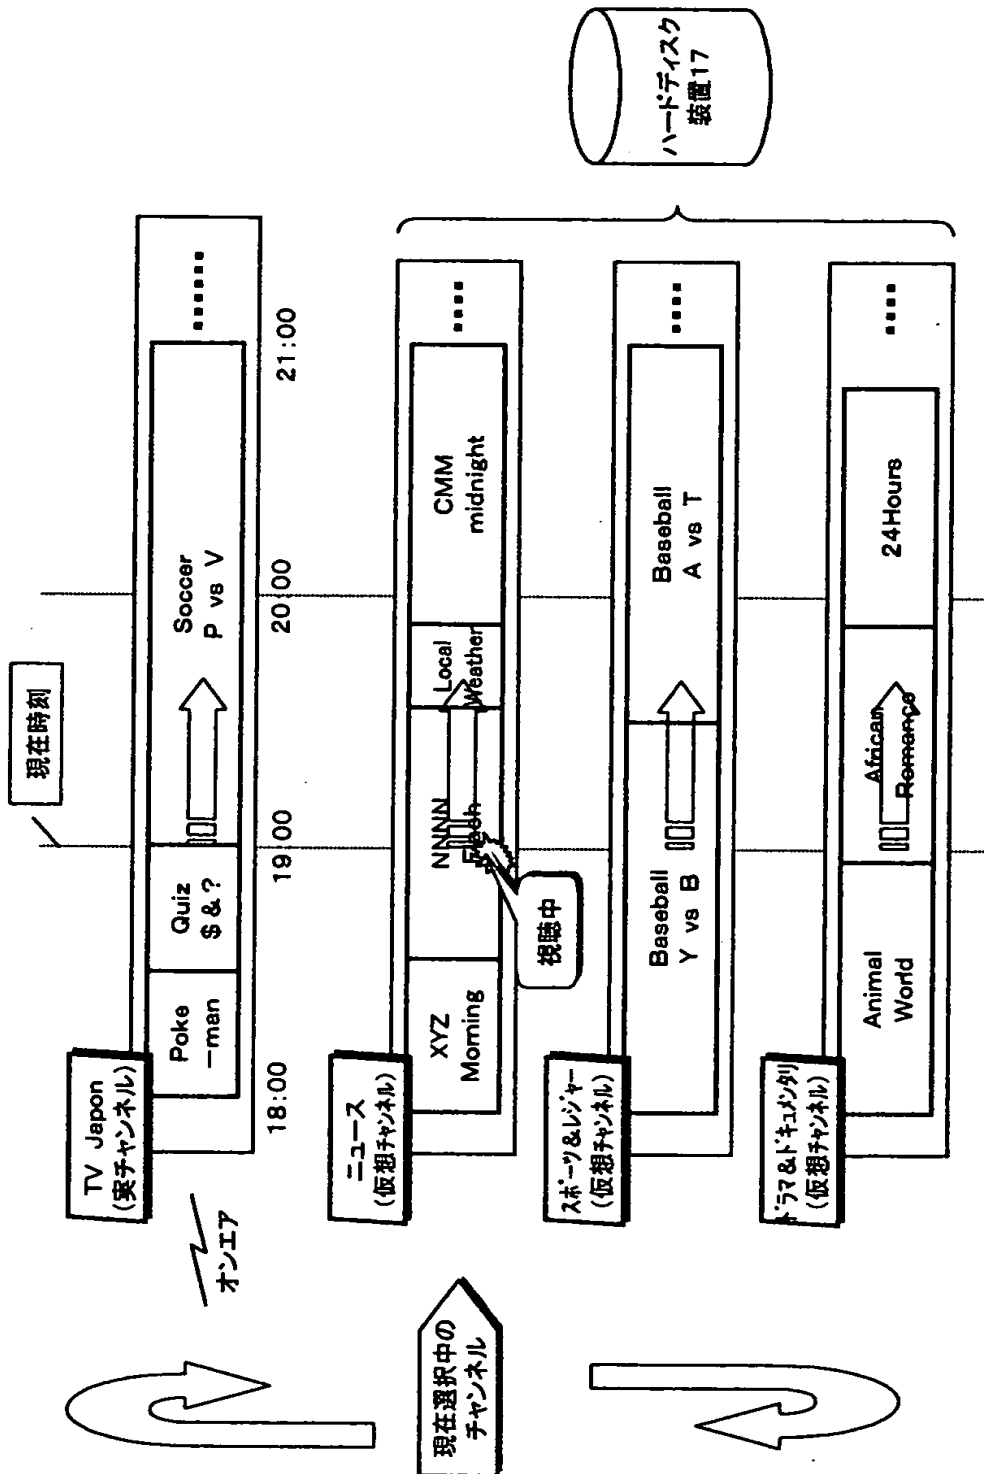 現在時刻
TV Japon
(実チャンネル)
Poke
-man
Quiz
$ & ?
Soccer
P vs V
18:00
19:00
20:00
21:00
オンエア
ニュース
(仮想チャンネル)
XYZ
Morning
NNNN
Flash
Local
Weather
CMM
midnight
視聴中
現在選択中の
チャンネル
スポーツ&レジャー
(仮想チャンネル)
Baseball
Y vs B
Baseball
A vs T
ドラマ&ドキュメンタリ
(仮想チャンネル)
Animal
World
African
Romance
24Hours
ハードディスク
装置17